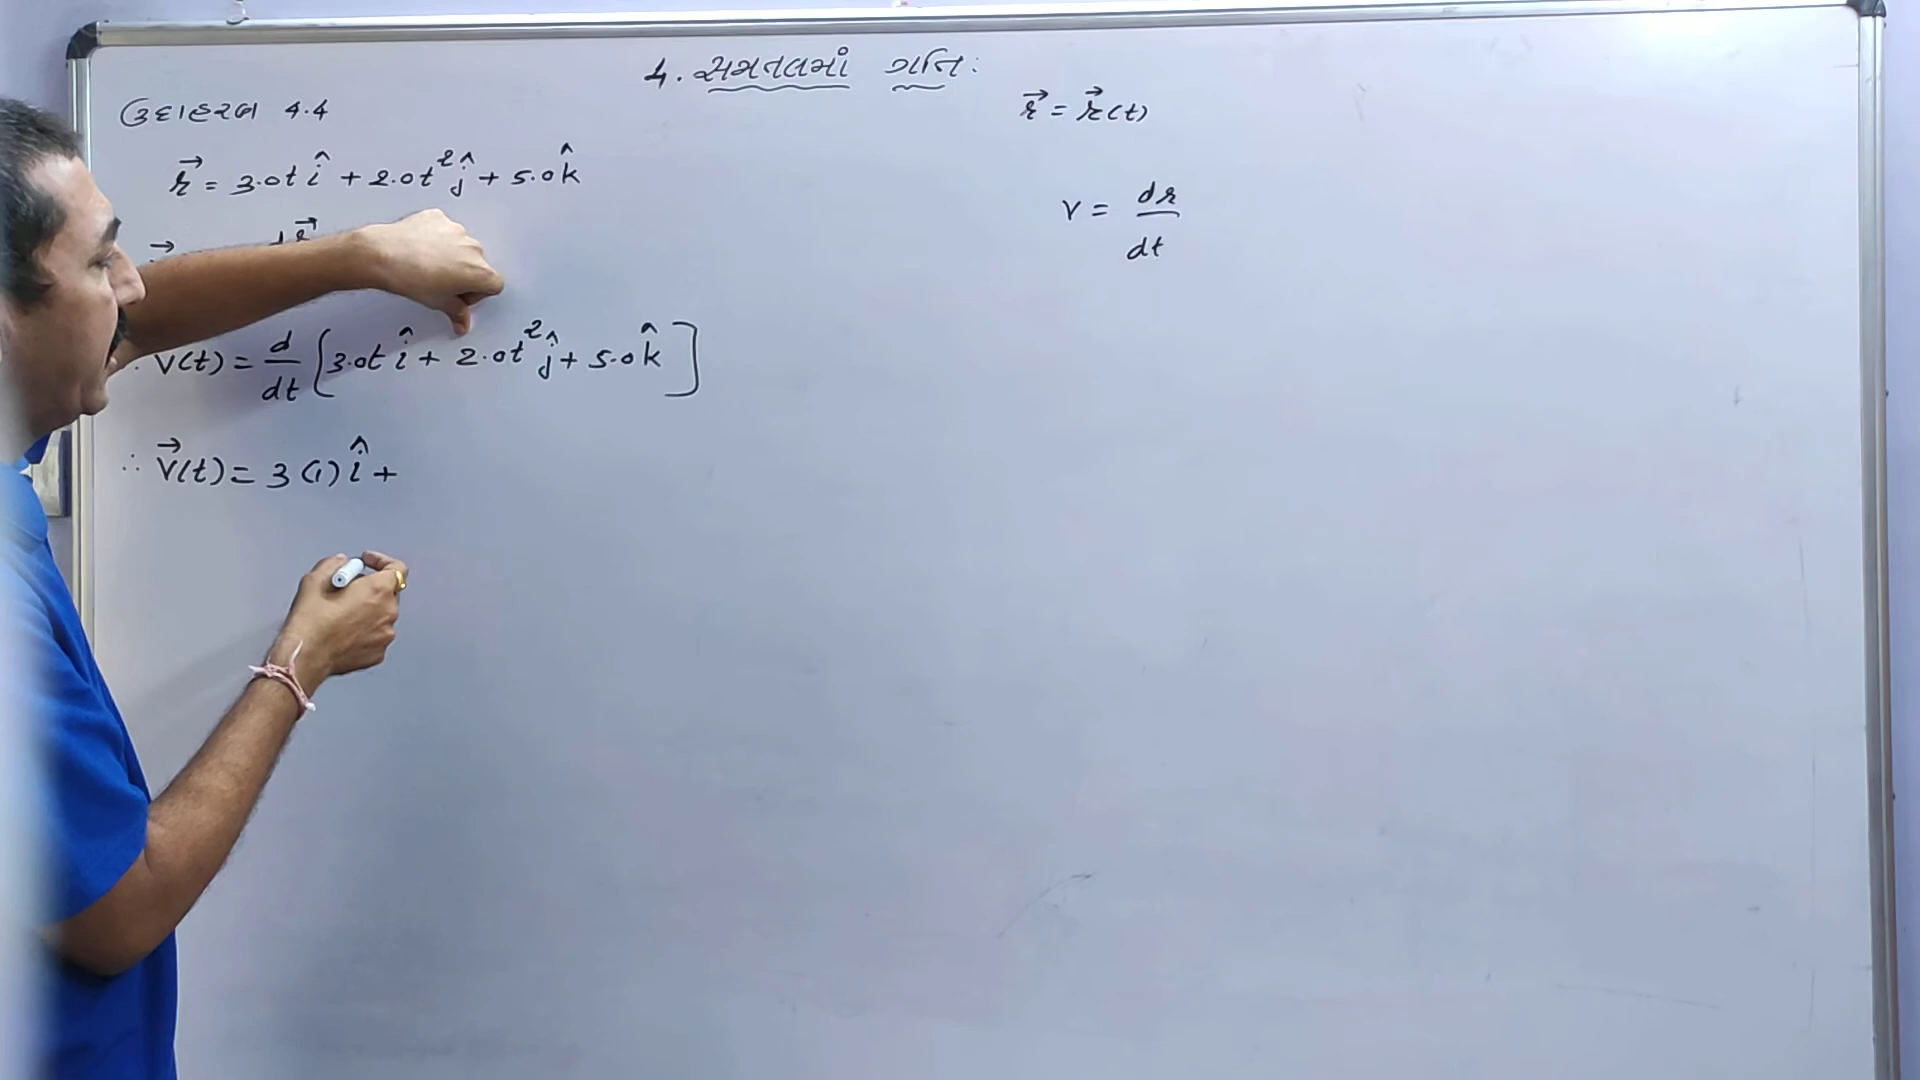 4. સમતલમાં ગતિ:
ઉદાહરણ 4.4
r⃗ = 3.0t î + 2.0t² ĵ + 5.0 k̂
dr⃗
V(t) = d/dt [3.0t î + 2.0t² ĵ + 5.0 k̂]
∴ V⃗(t) = 3(1) î +
r⃗ = r⃗(t)
v = dr/dt